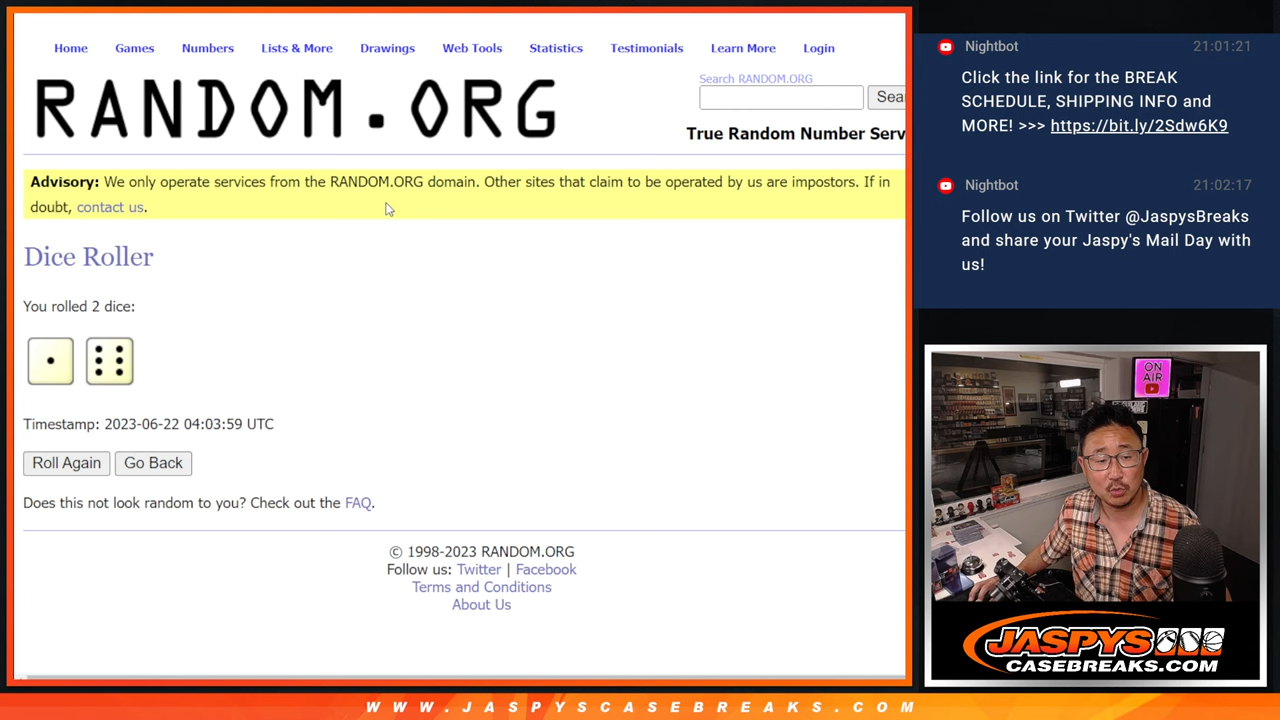 Home Games Numbers Lists & More Drawings Web Tools Statistics Testimonials Learn More Login
RANDOM.ORG
Search RANDOM.ORG
Sea
True Random Number Serv
Advisory: We only operate services from the RANDOM.ORG domain. Other sites that claim to be operated by us are impostors. If in
doubt, contact us.
Dice Roller
You rolled 2 dice:
Timestamp: 2023-06-22 04:03:59 UTC
Roll Again Go Back
Does this not look random to you? Check out the FAQ.
© 1998-2023 RANDOM.ORG
Follow us: Twitter | Facebook
Terms and Conditions
About Us
Nightbot 21:01:21
Click the link for the BREAK
SCHEDULE, SHIPPING INFO and
MORE! >>> https://bit.ly/2Sdw6K9
Nightbot 21:02:17
Follow us on Twitter @JaspysBreaks
and share your Jaspy's Mail Day with
us!
ON
AIR
JASPYS
CASEBREAKS.COM
WWW.JASPYSCASEBREAKS.COM